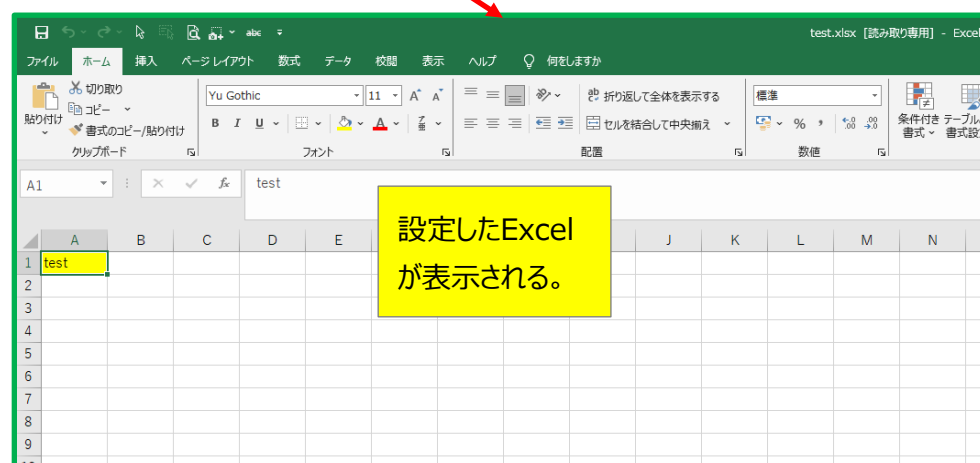 abc test.xlsx [読み取り専用] - Excel
ファイル ホーム 挿入 ページ レイアウト 数式 データ 校閲 表示 ヘルプ 何をしますか
切り取り Yu Gothic 11 A A 折り返して全体を表示する 標準
コピー
貼り付け 書式のコピー/貼り付け B I U A セルを結合して中央揃え % , .00 .00 条件付き テーブル
書式 書式設
クリップボード フォント 配置 数値
A1 fx test
設定したExcel
が表示される。
A B C D E J K L M N
1 test
2
3
4
5
6
7
8
9